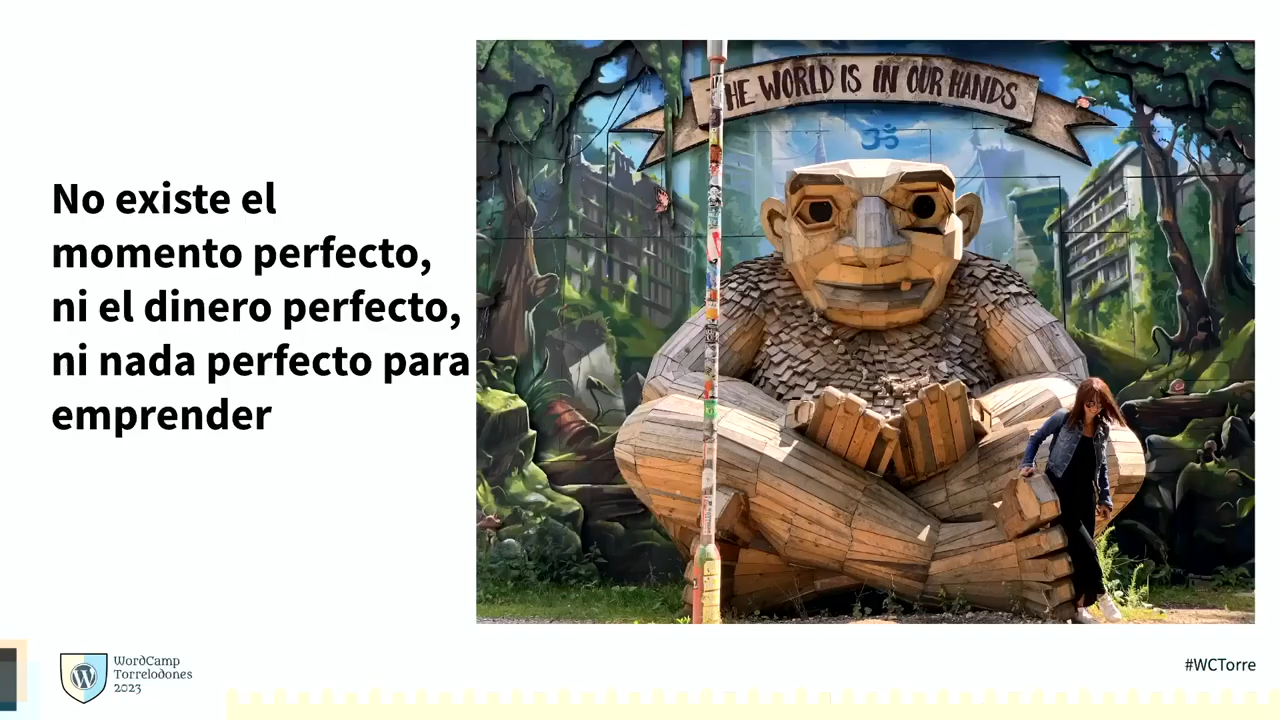 No existe el
momento perfecto,
ni el dinero perfecto,
ni nada perfecto para
emprender
HE WORLD IS IN OUR HANDS
ॐ
WordCamp
Torrelodones
2023
#WCTorre